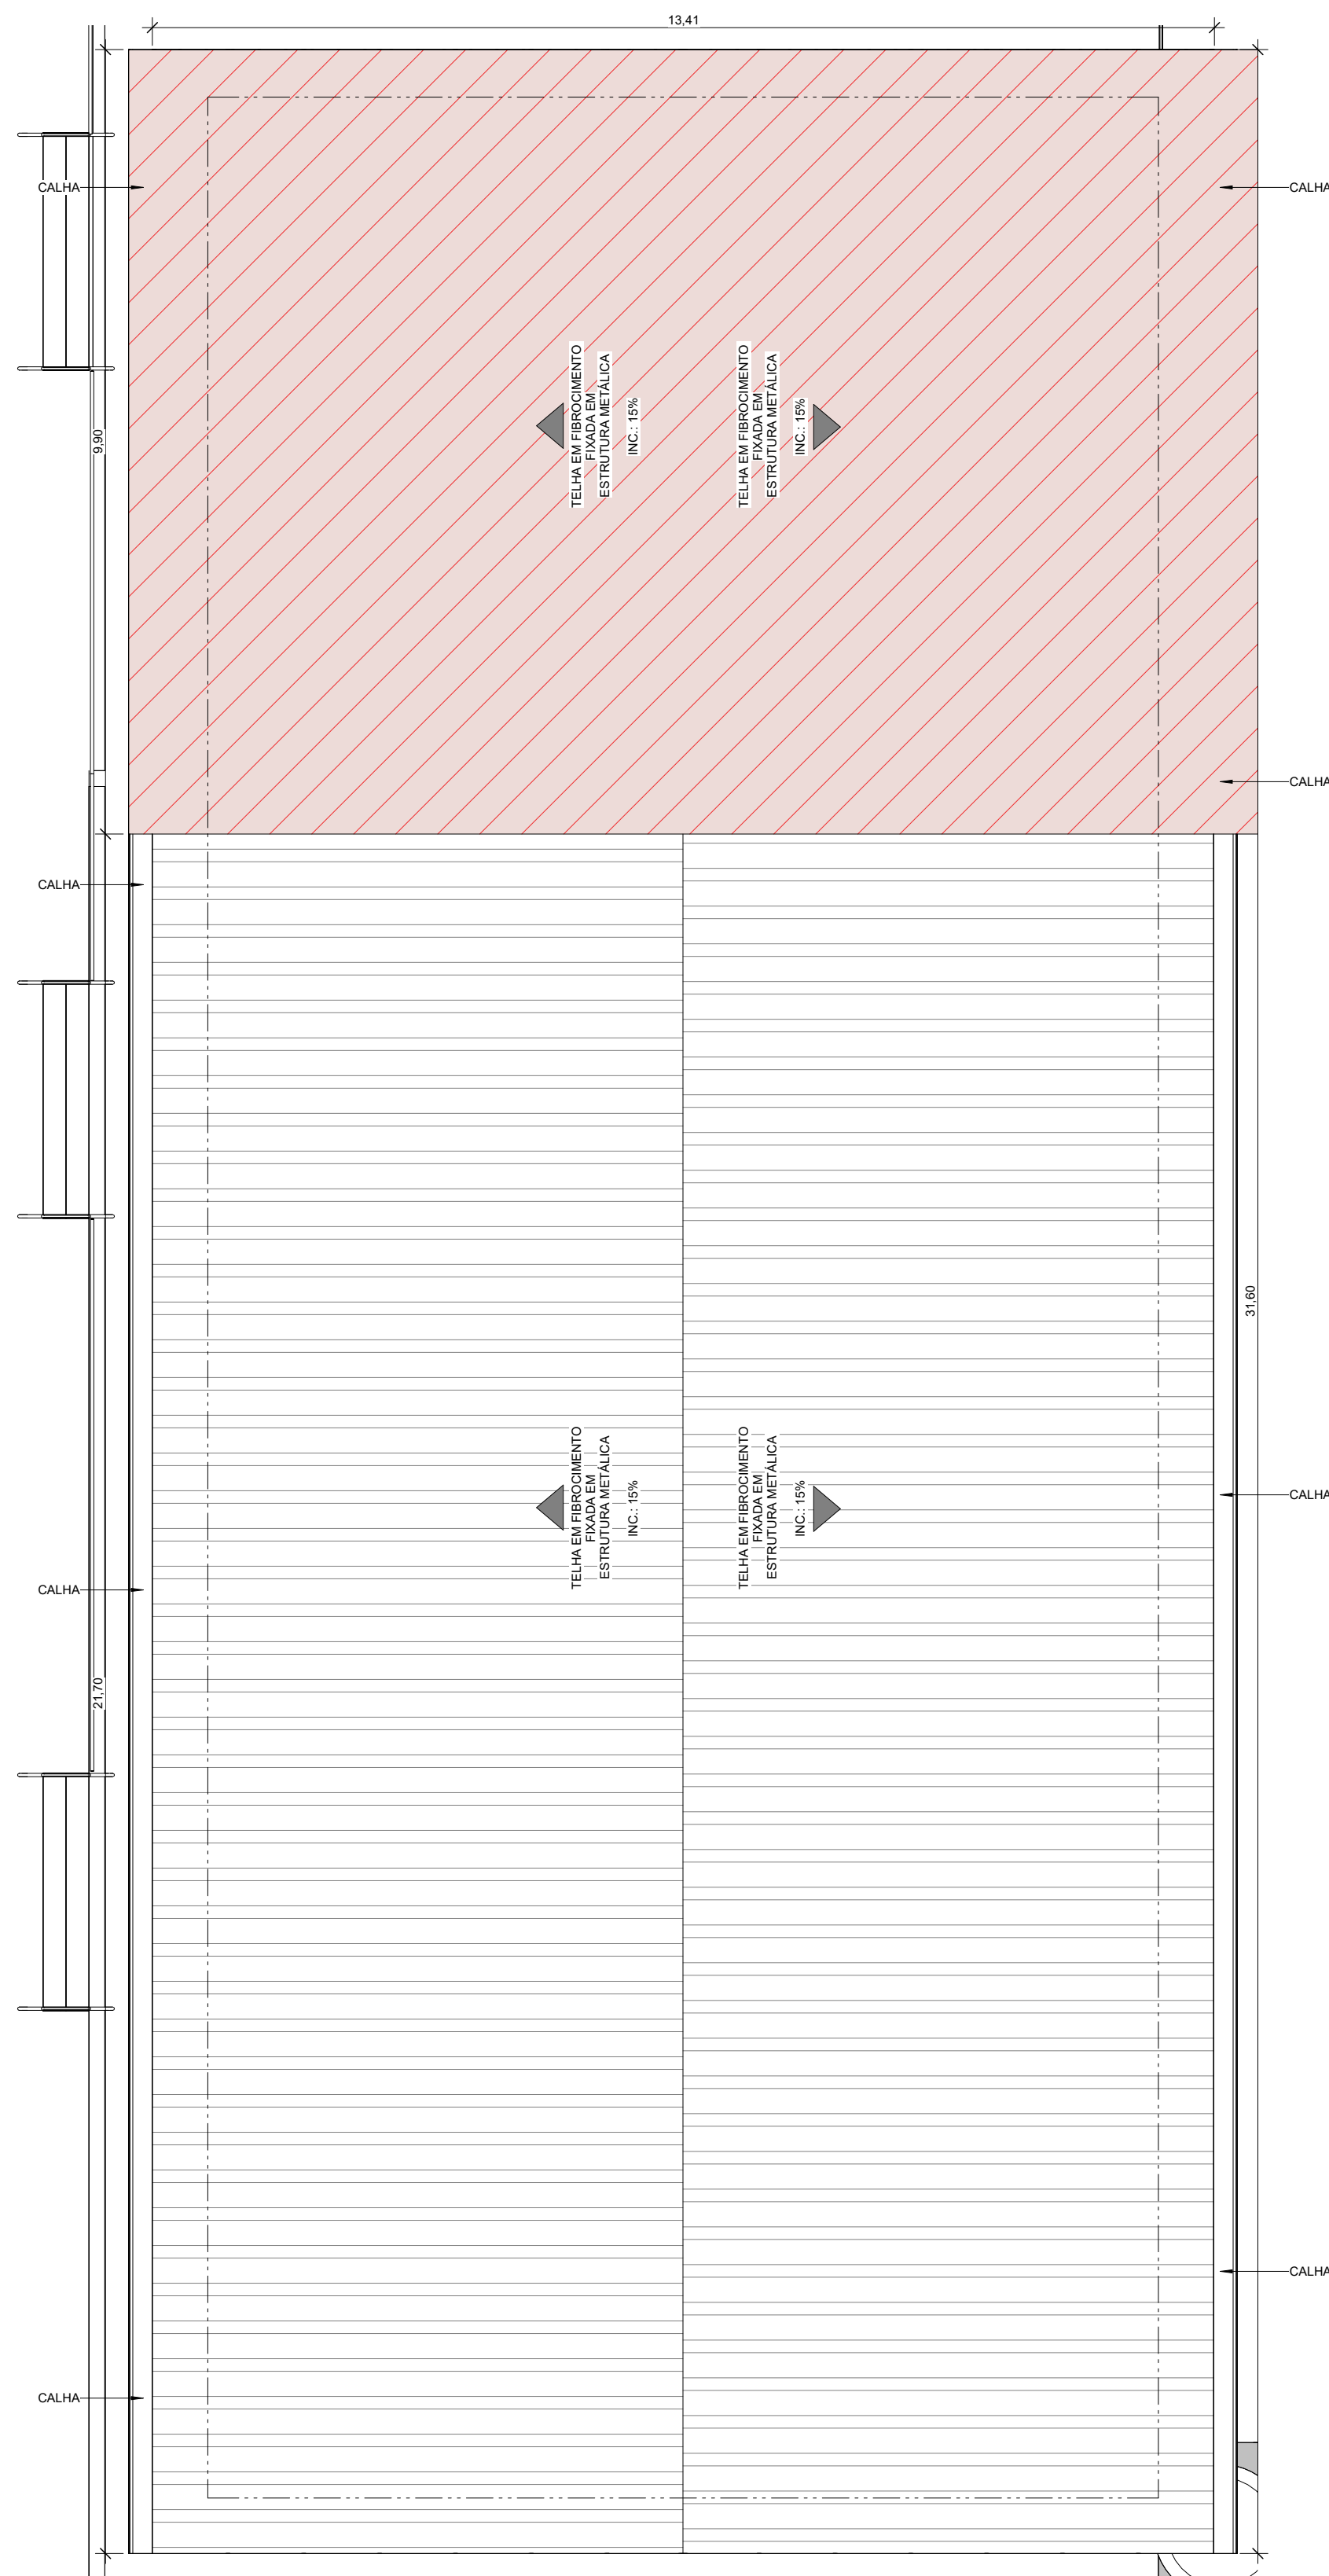 13,41
CALHA
CALHA
TELHA EM FIBROCIMENTO
FIXADA EM
ESTRUTURA METÁLICA
INC.: 15%
TELHA EM FIBROCIMENTO
FIXADA EM
ESTRUTURA METÁLICA
INC.: 15%
9,90
CALHA
CALHA
31,60
TELHA EM FIBROCIMENTO
FIXADA EM
ESTRUTURA METÁLICA
INC.: 15%
TELHA EM FIBROCIMENTO
FIXADA EM
ESTRUTURA METÁLICA
INC.: 15%
CALHA
CALHA
21,70
CALHA
CALHA